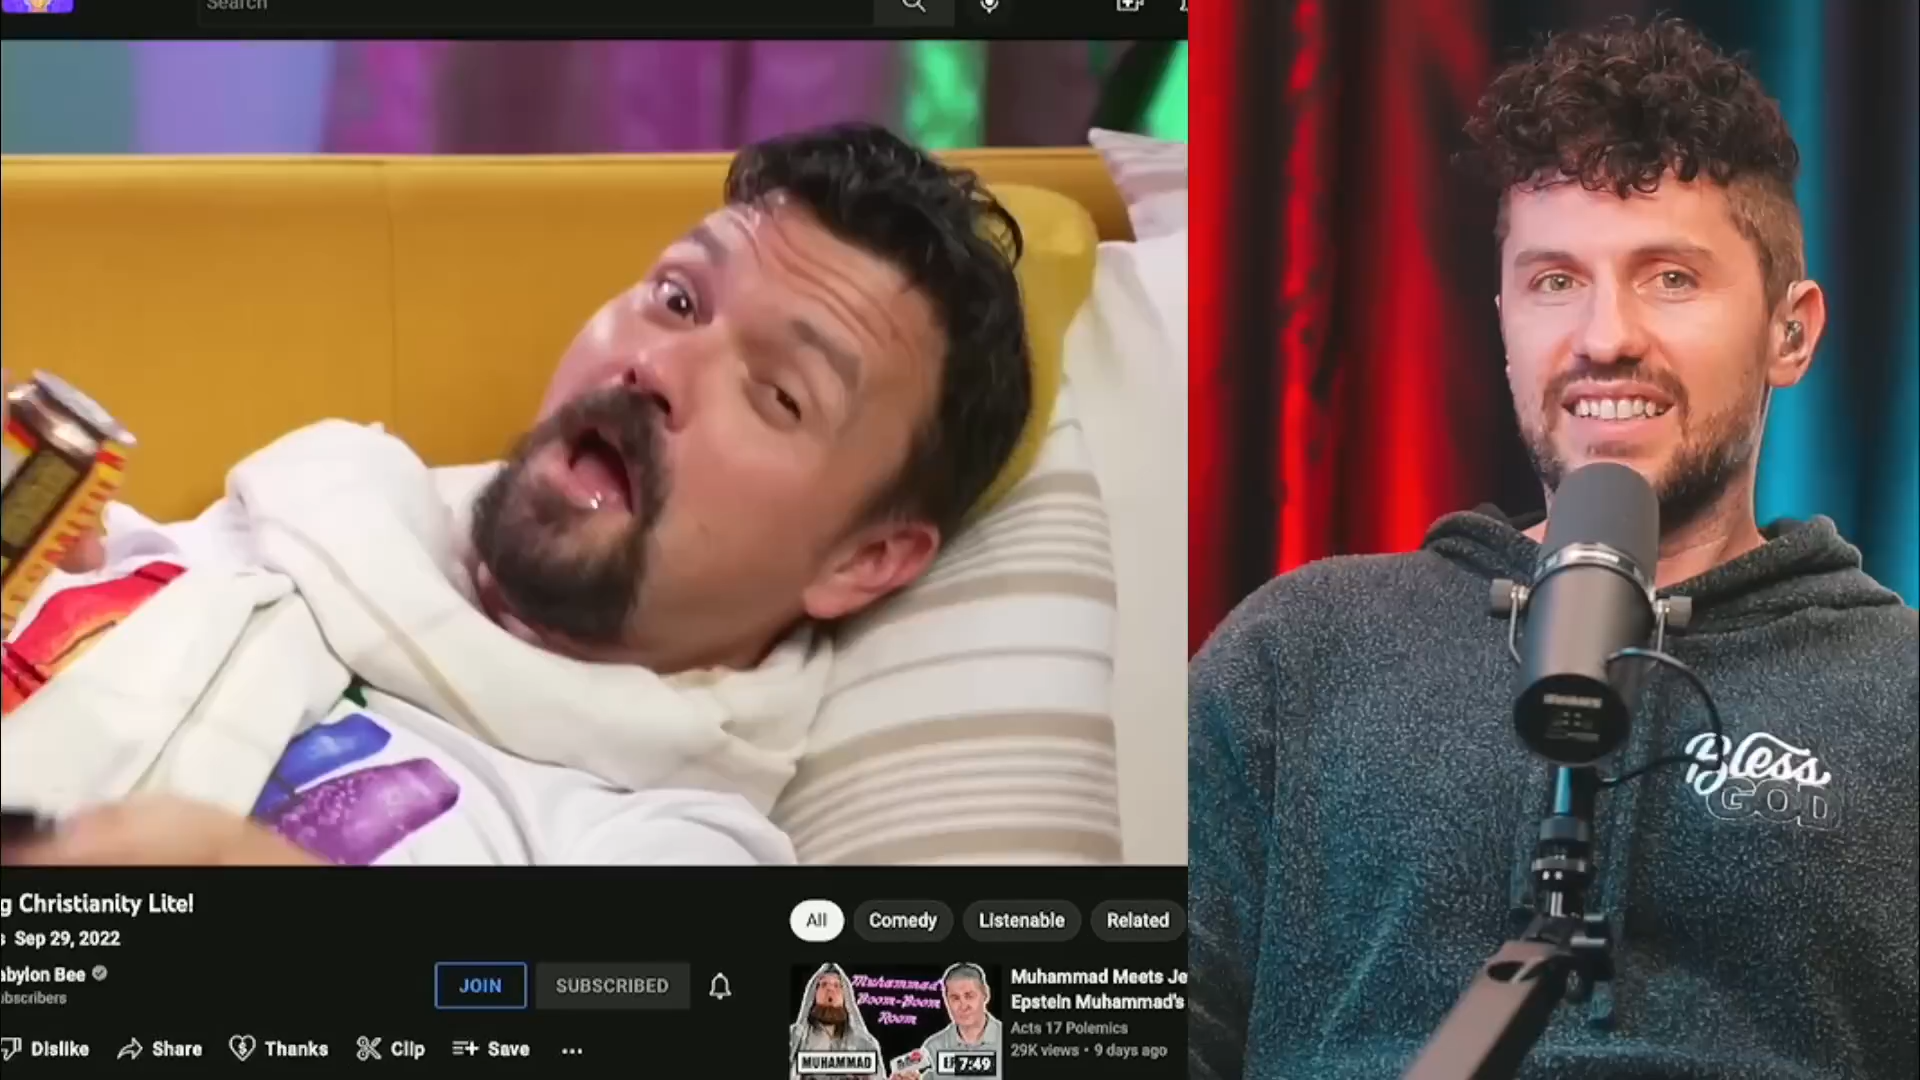 Search
g Christianity Lite!
s Sep 29, 2022
abylon Bee
ubscribers
JOIN
SUBSCRIBED
Dislike
Share
Thanks
Clip
Save
All
Comedy
Listenable
Related
Muhammad's
Boom-Boom
Room
MUHAMMAD
7:49
Muhammad Meets Je
Epstein Muhammad's
Acts 17 Polemics
29K views • 9 days ago
Bless
GOD